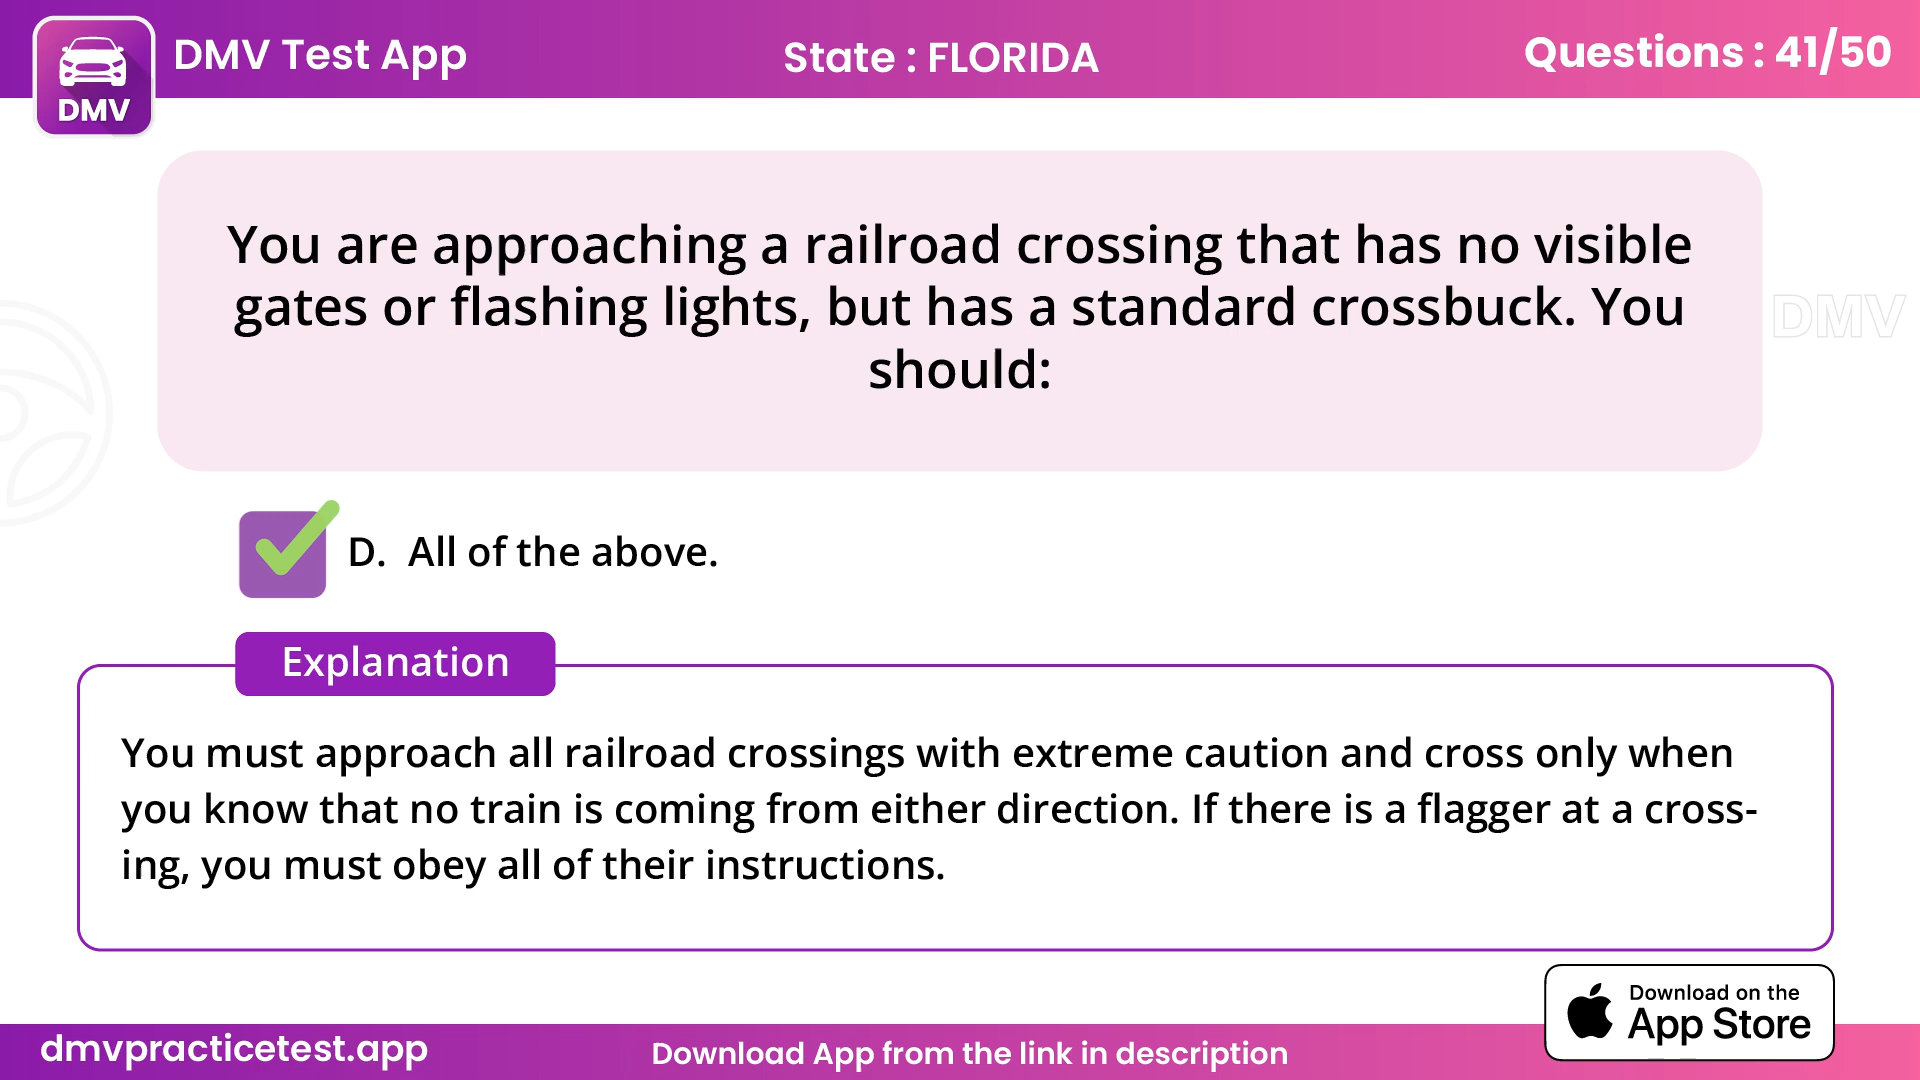 DMV
DMV Test App
State : FLORIDA
Questions : 41/50
You are approaching a railroad crossing that has no visible
gates or flashing lights, but has a standard crossbuck. You
should:
DMV
D. All of the above.
Explanation
You must approach all railroad crossings with extreme caution and cross only when
you know that no train is coming from either direction. If there is a flagger at a cross-
ing, you must obey all of their instructions.
Download on the
App Store
dmvpracticetest.app
Download App from the link in description